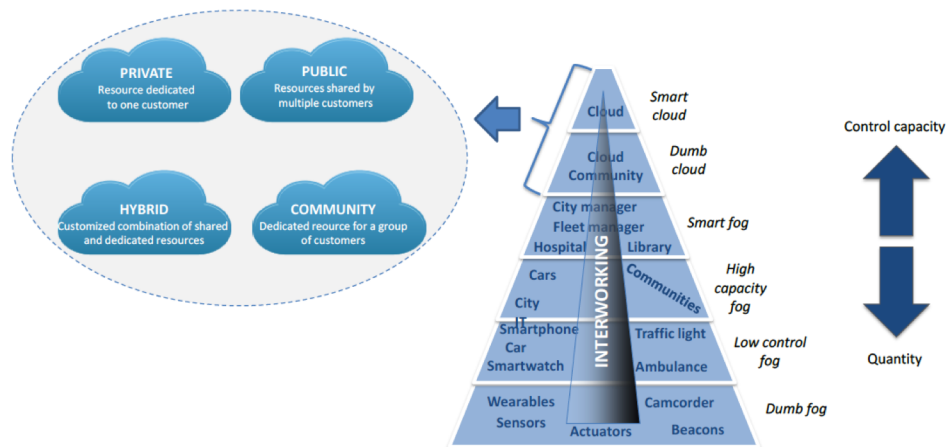 PRIVATE
Resource dedicated
to one customer
PUBLIC
Resources shared by
multiple customers
HYBRID
Customized combination of shared
and dedicated resources
COMMUNITY
Dedicated reource for a group
of customers
Cloud
Smart
cloud
Cloud
Community
Dumb
cloud
City manager
Fleet manager
Hospital
Library
Smart fog
Cars
City
IT
Communities
High
capacity
fog
Smartphone
Car
Smartwatch
Traffic light
Ambulance
Low control
fog
Wearables
Sensors
Actuators
Camcorder
Beacons
Dumb fog
INTERWORKING
Control capacity
Quantity